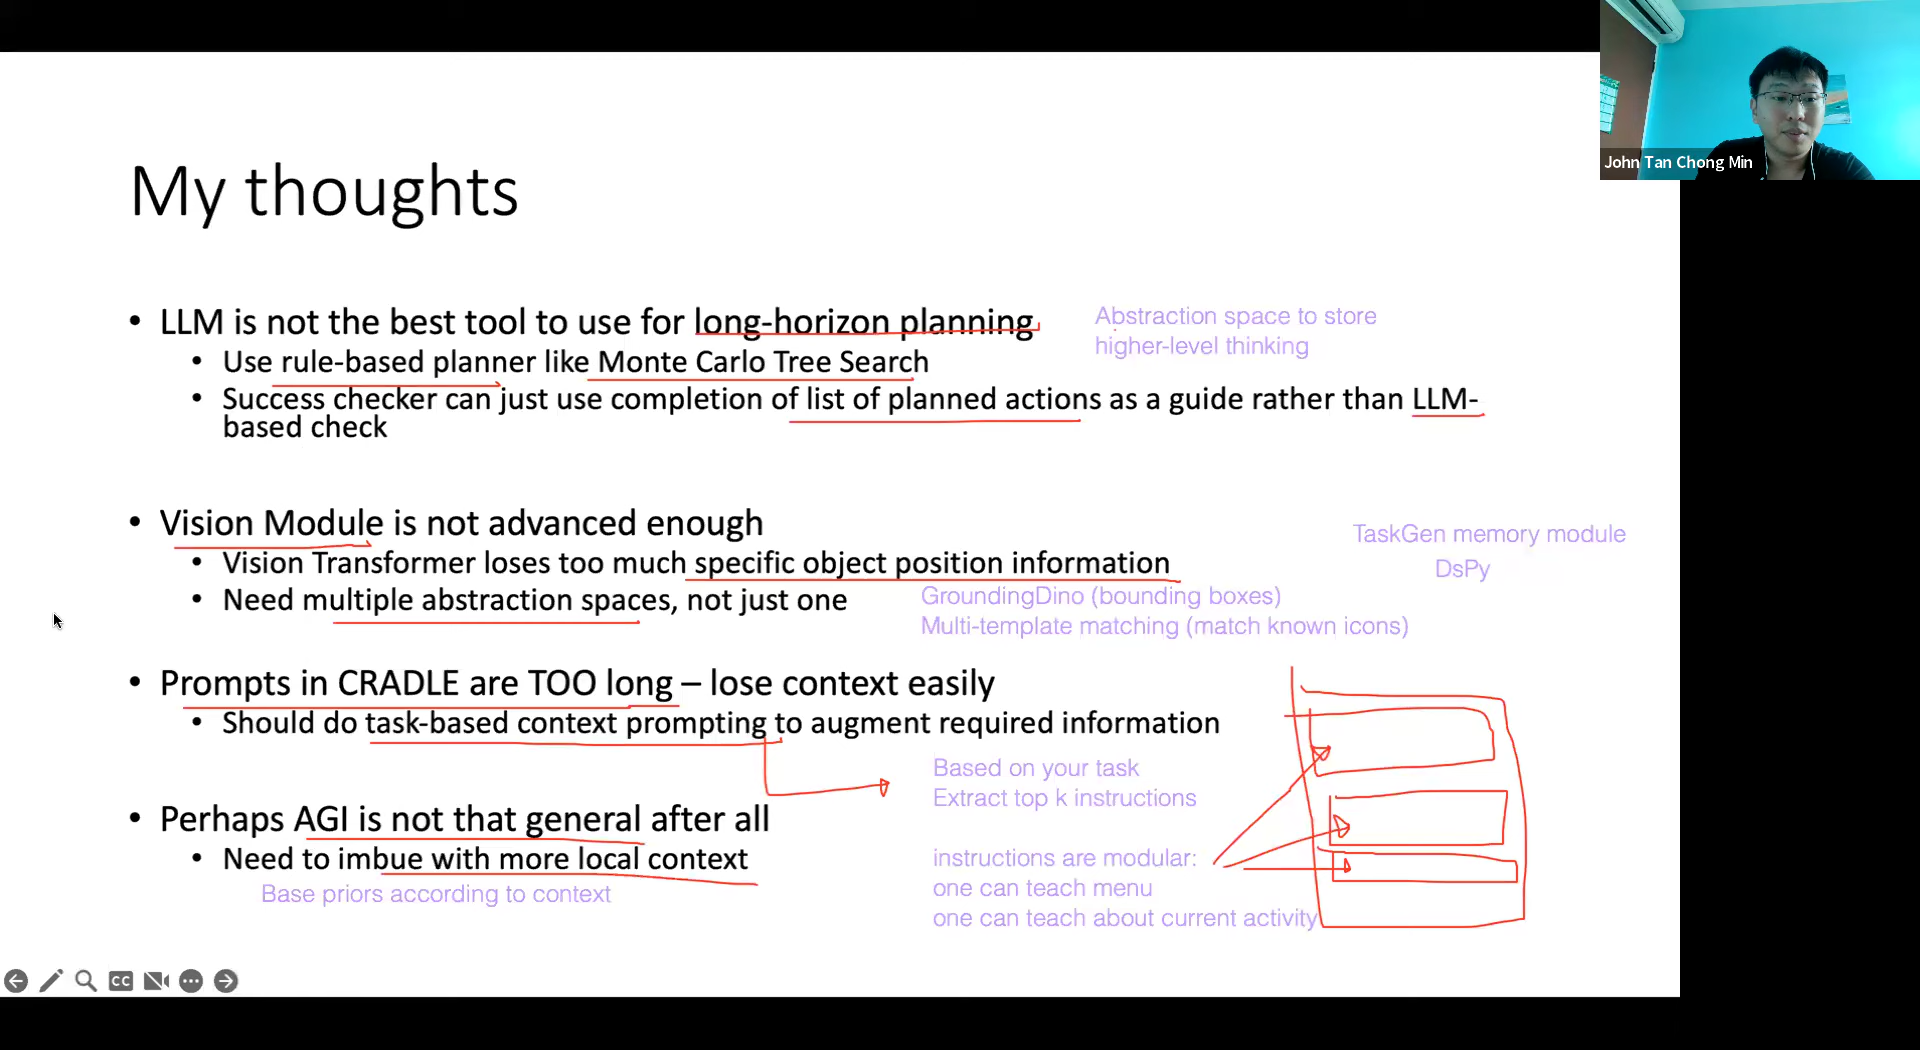 John Tan Chong Min
My thoughts
• LLM is not the best tool to use for long-horizon planning
Abstraction space to store
higher-level thinking
• Use rule-based planner like Monte Carlo Tree Search
• Success checker can just use completion of list of planned actions as a guide rather than LLM-
based check
• Vision Module is not advanced enough
TaskGen memory module
DsPy
• Vision Transformer loses too much specific object position information
• Need multiple abstraction spaces, not just one
GroundingDino (bounding boxes)
Multi-template matching (match known icons)
• Prompts in CRADLE are TOO long – lose context easily
• Should do task-based context prompting to augment required information
Based on your task
Extract top k instructions
• Perhaps AGI is not that general after all
• Need to imbue with more local context
Base priors according to context
instructions are modular:
one can teach menu
one can teach about current activity
CC